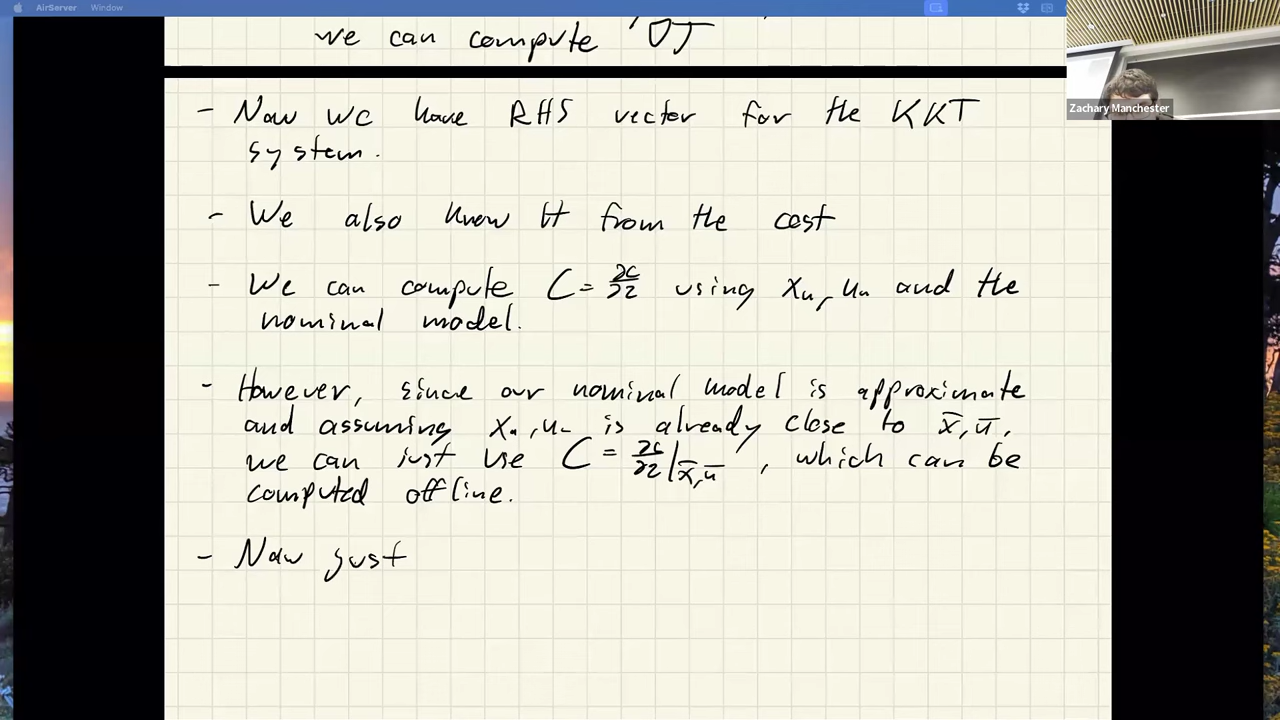 AirServer Window
we can compute ∇J
Zachary Manchester
- Now we have RHS vector for the KKT
system.
- We also know H from the cost
- We can compute C = ∂c/∂z using xₙ, uₙ and the
nominal model.
- However, since our nominal model is approximate
and assuming xₙ, uₙ is already close to x̄, ū,
we can just use C = ∂c/∂z|x̄,ū , which can be
computed offline.
- Now just